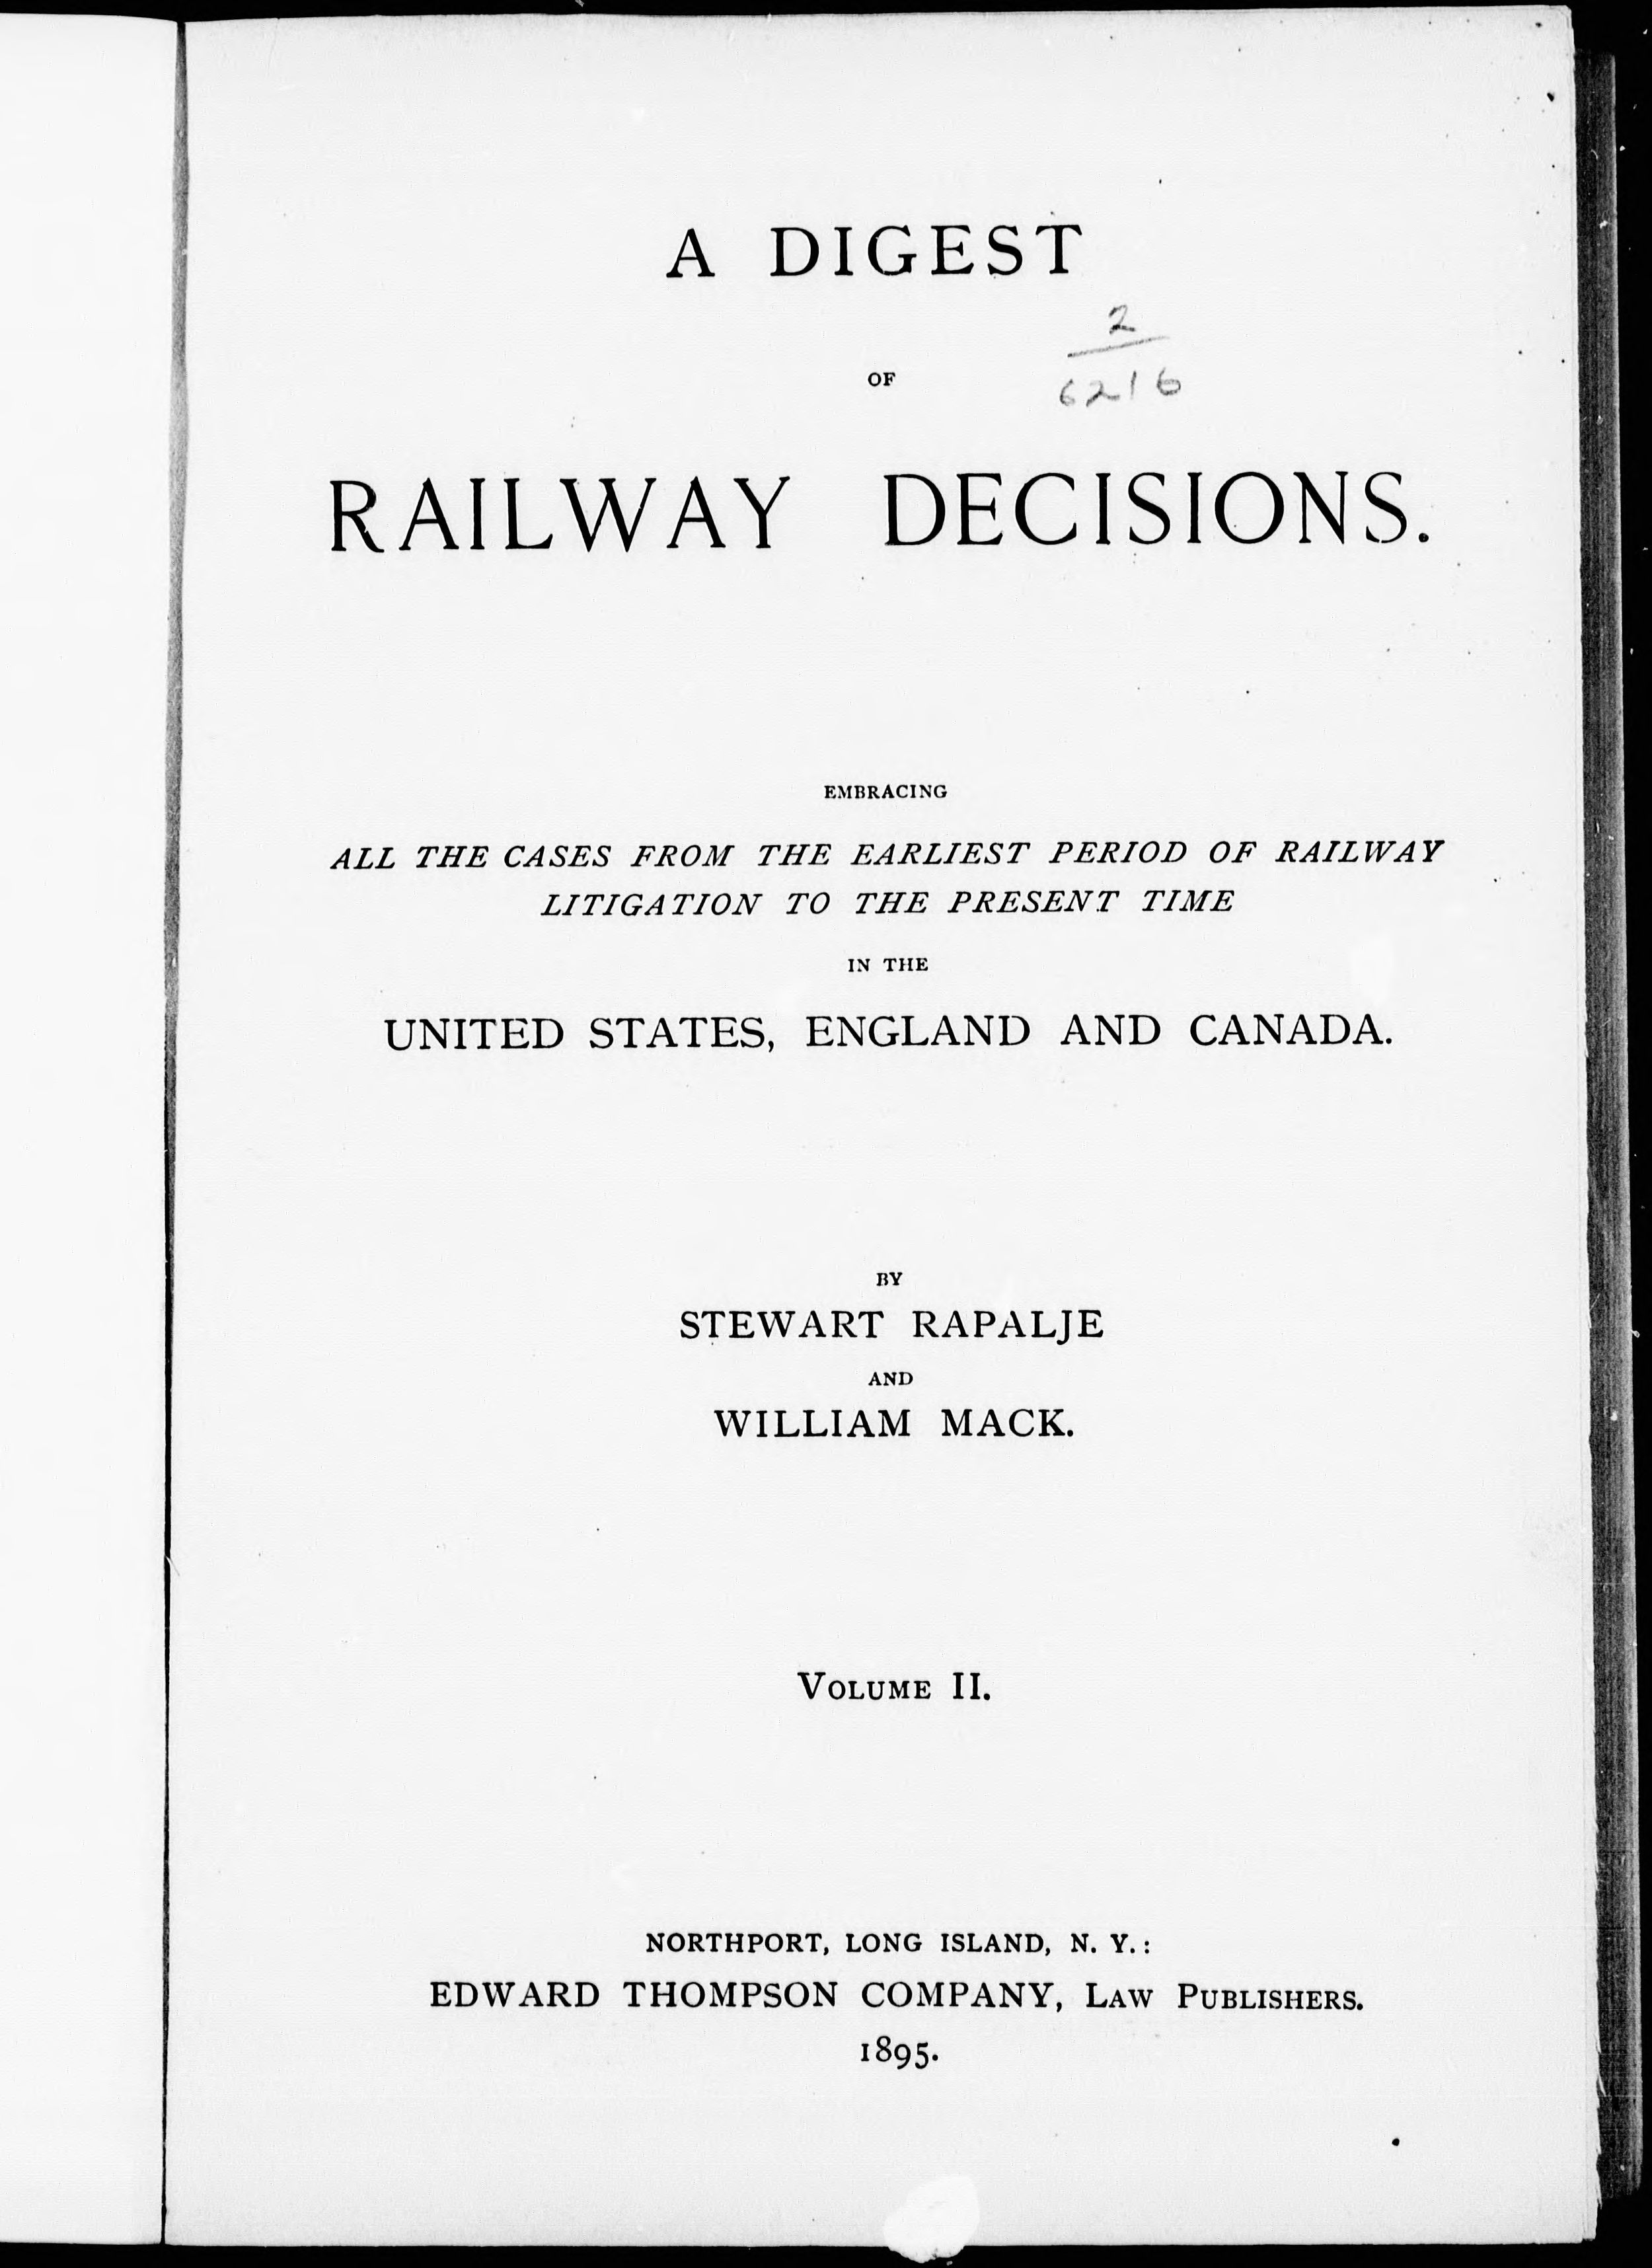 A DIGEST
2
OF
6216
RAILWAY DECISIONS.
EMBRACING
ALL THE CASES FROM THE EARLIEST PERIOD OF RAILWAY
LITIGATION TO THE PRESENT TIME
IN THE
UNITED STATES, ENGLAND AND CANADA.
BY
STEWART RAPALJE
AND
WILLIAM MACK.
VOLUME II.
NORTHPORT, LONG ISLAND, N. Y.:
EDWARD THOMPSON COMPANY, LAW PUBLISHERS.
1895.